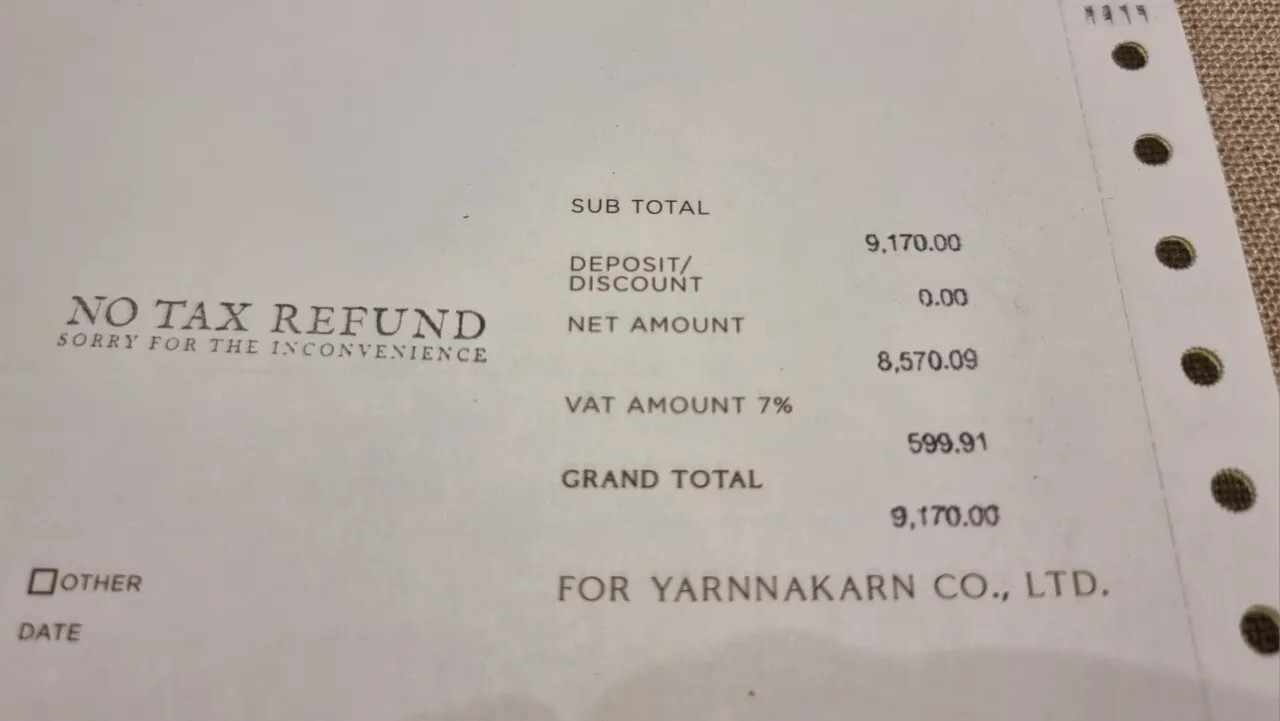 SUB TOTAL
9,170.00
DEPOSIT/
DISCOUNT
0.00
NET AMOUNT
8,570.09
NO TAX REFUND
SORRY FOR THE INCONVENIENCE
VAT AMOUNT 7%
599.91
GRAND TOTAL
9,170.00
OTHER
FOR YARNNAKARN CO., LTD.
DATE